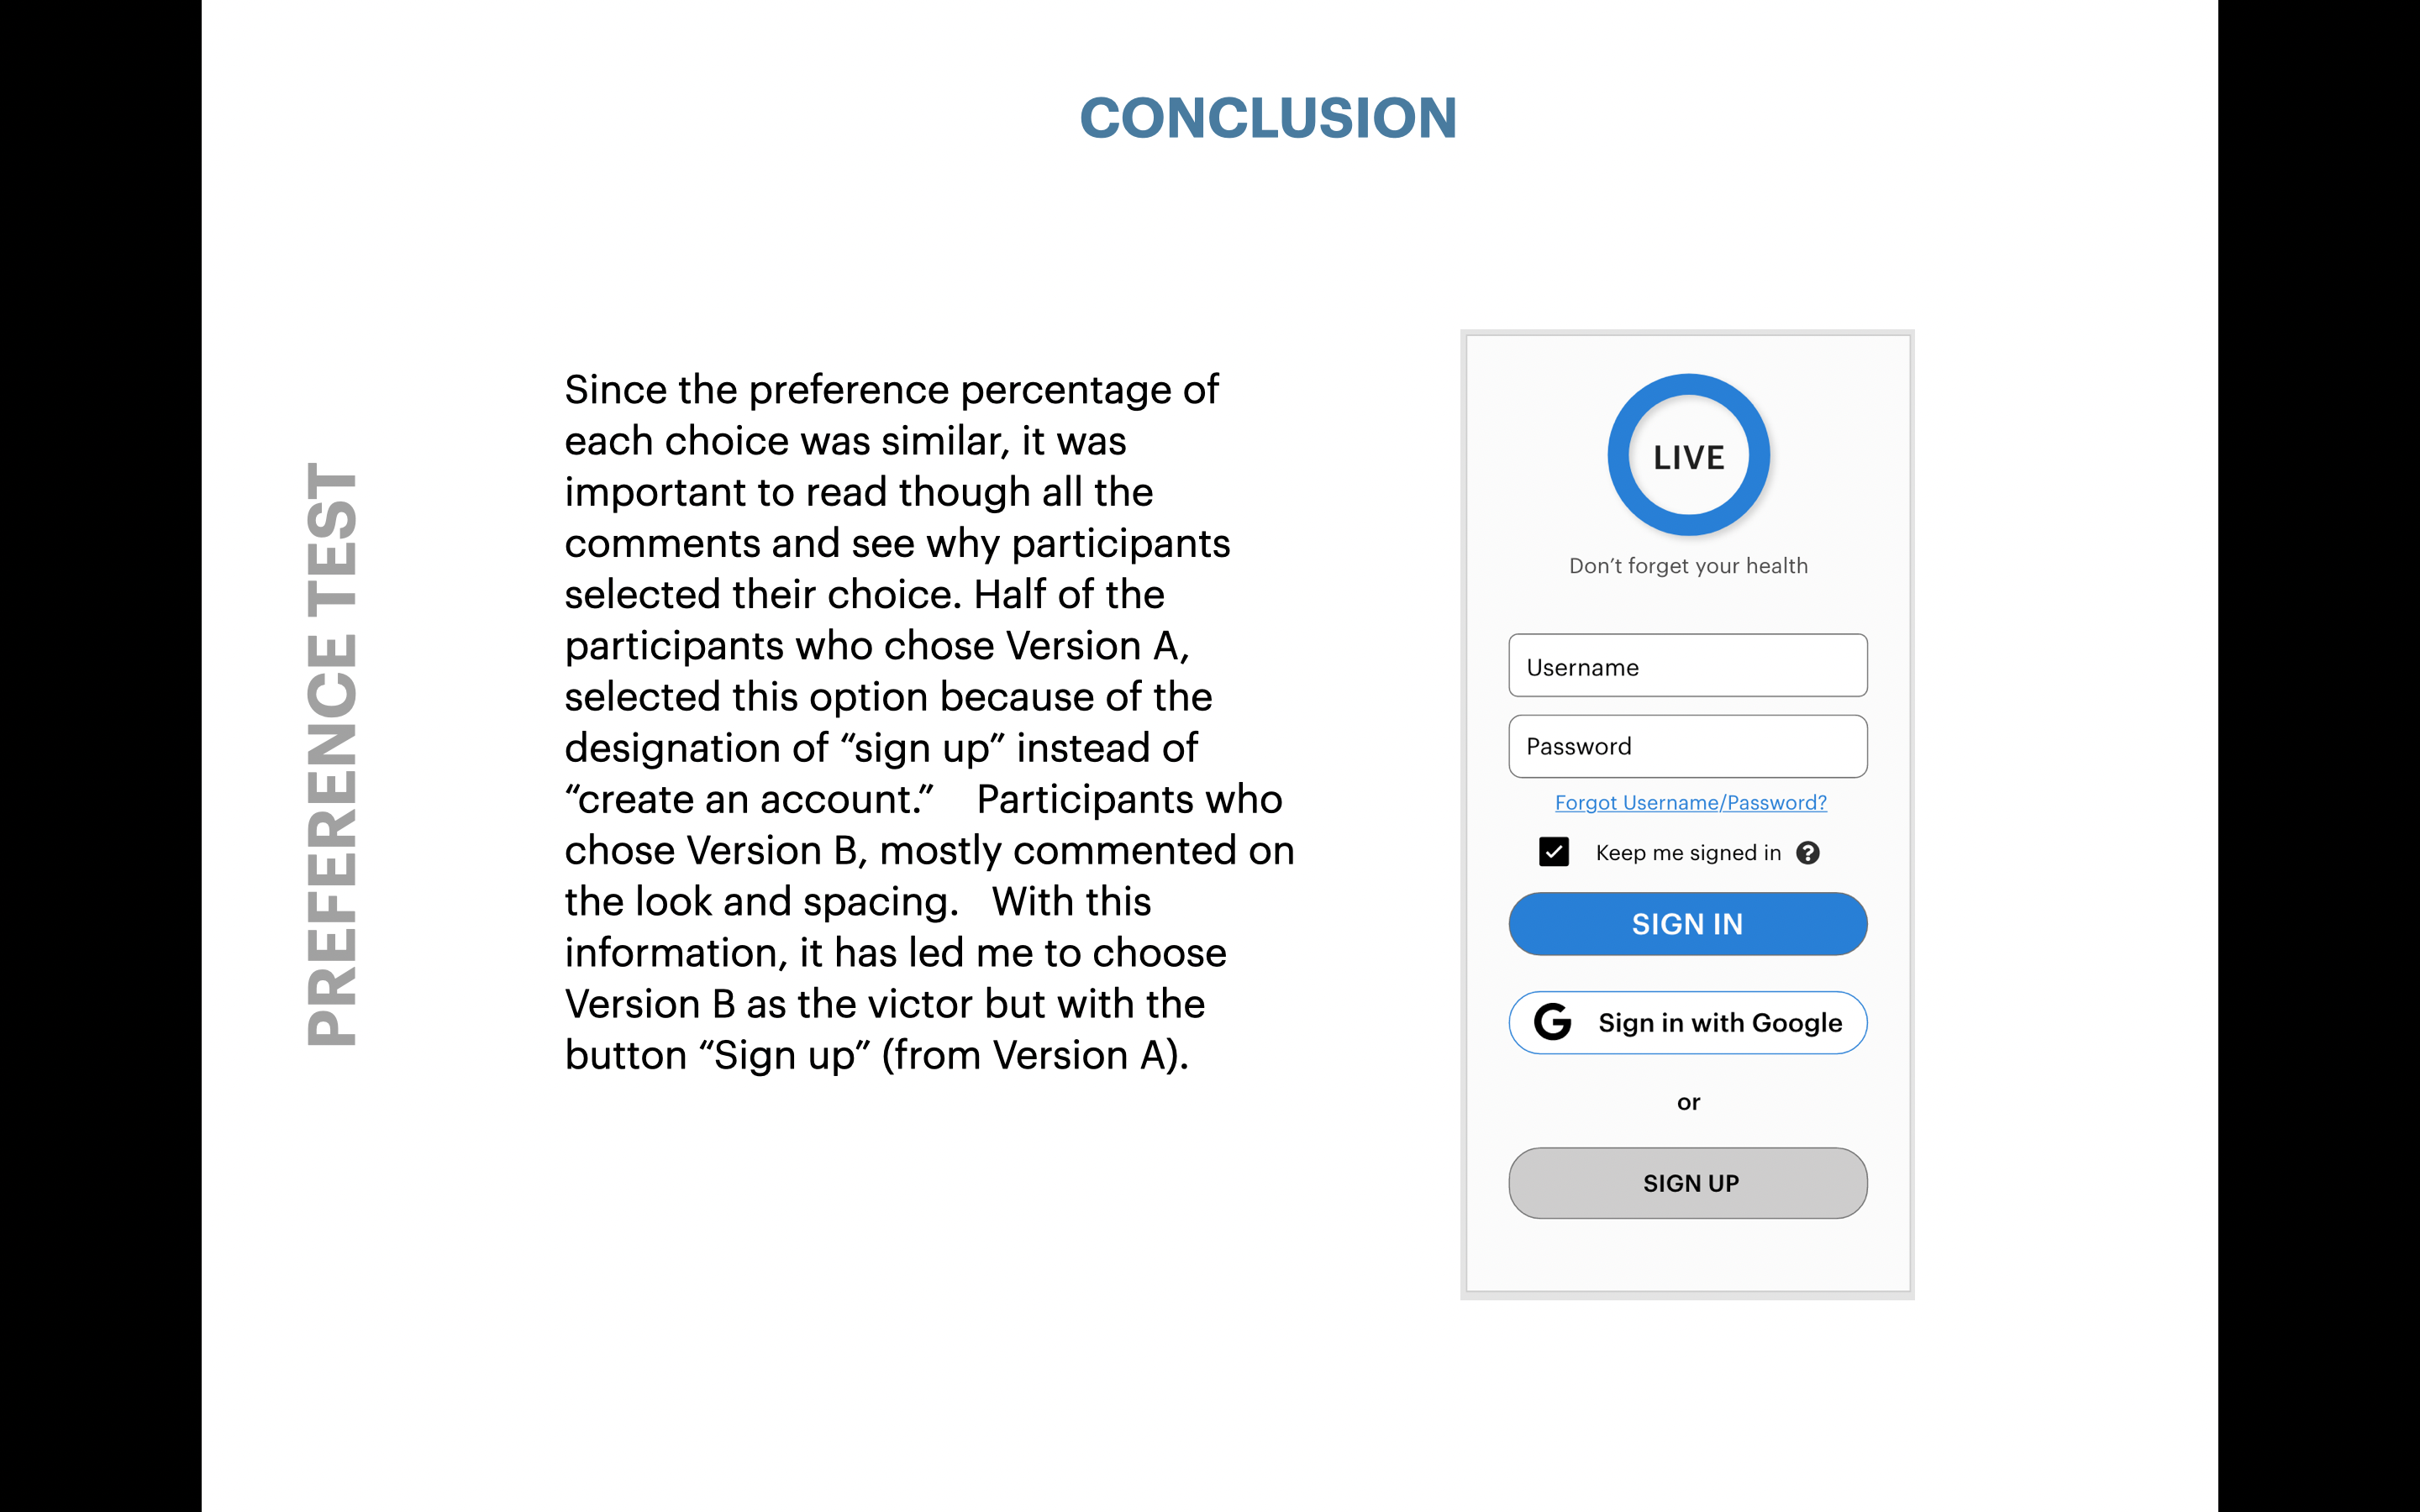 CONCLUSION
PREFERENCE TEST
Since the preference percentage of
each choice was similar, it was
important to read though all the
comments and see why participants
selected their choice. Half of the
participants who chose Version A,
selected this option because of the
designation of “sign up” instead of
“create an account.”    Participants who
chose Version B, mostly commented on
the look and spacing.   With this
information, it has led me to choose
Version B as the victor but with the
button “Sign up” (from Version A).
LIVE
Don’t forget your health
Username
Password
Forgot Username/Password?
Keep me signed in ?
SIGN IN
G Sign in with Google
or
SIGN UP